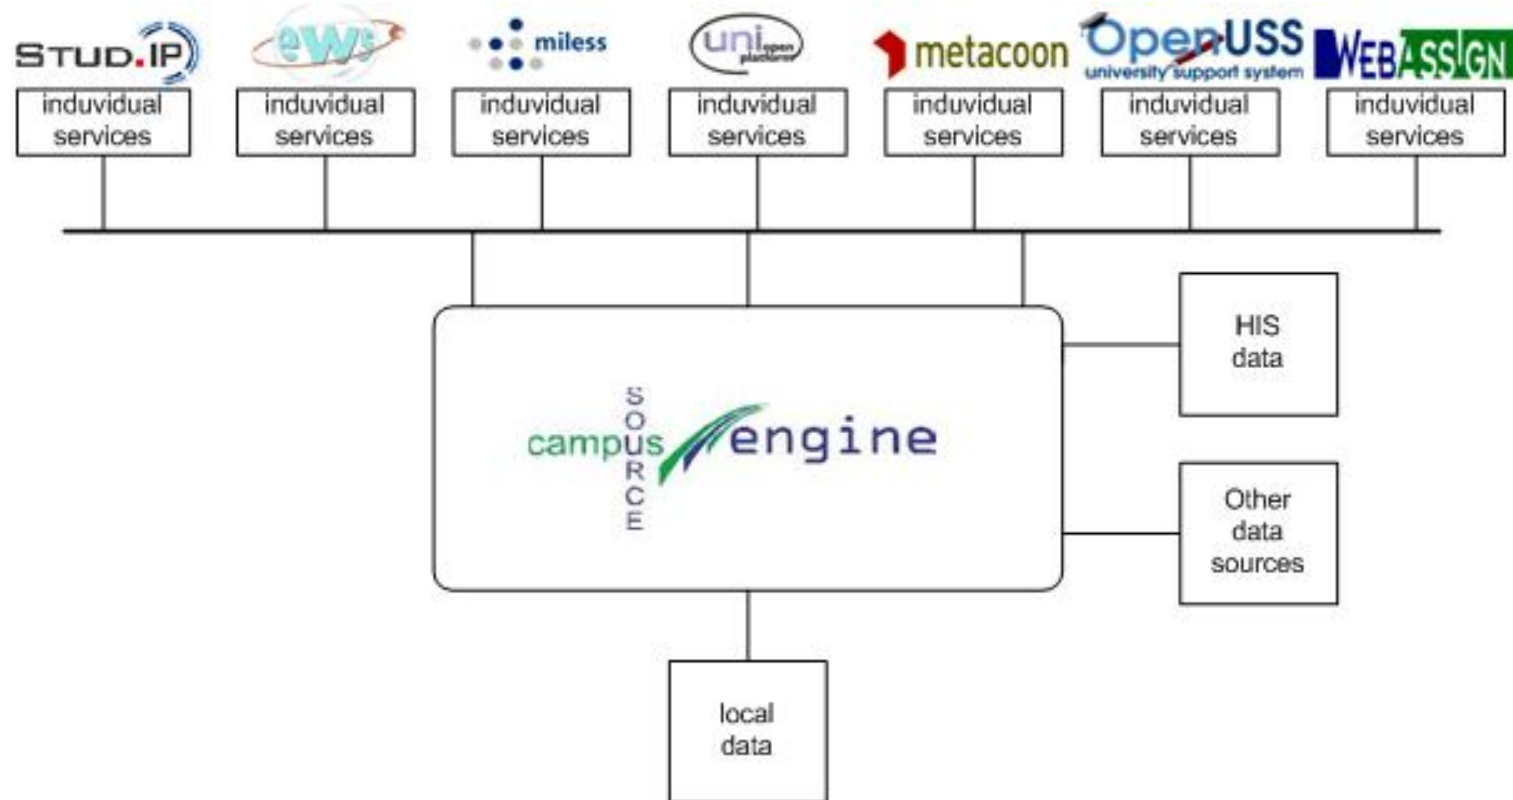 STUD.IP
ews
miless
uni open platform
metacoon
OpenUSS
university support system
WEBASSIGN
induvidual
services
induvidual
services
induvidual
services
induvidual
services
induvidual
services
induvidual
services
induvidual
services
HIS
data
campus
SOURCE
engine
Other
data
sources
local
data